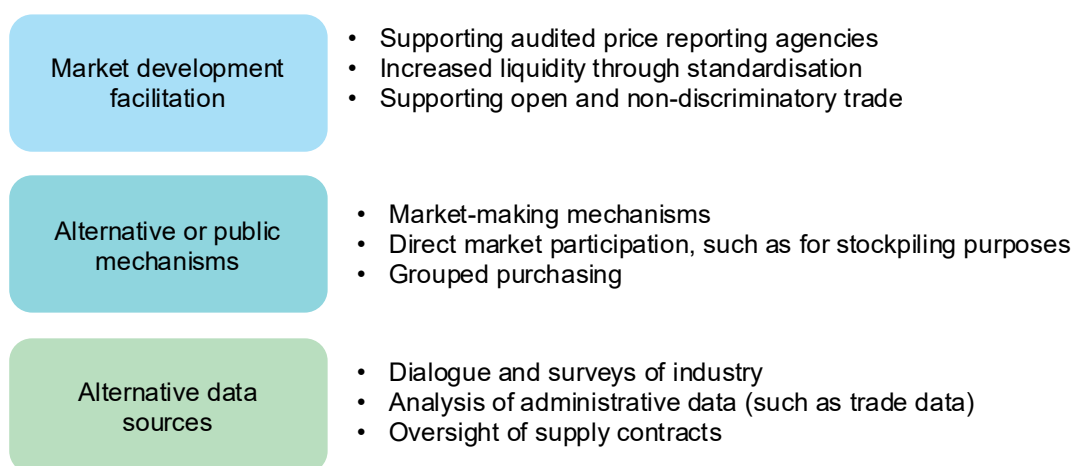 Market development
facilitation
• Supporting audited price reporting agencies
• Increased liquidity through standardisation
• Supporting open and non-discriminatory trade
Alternative or public
mechanisms
• Market-making mechanisms
• Direct market participation, such as for stockpiling purposes
• Grouped purchasing
Alternative data
sources
• Dialogue and surveys of industry
• Analysis of administrative data (such as trade data)
• Oversight of supply contracts